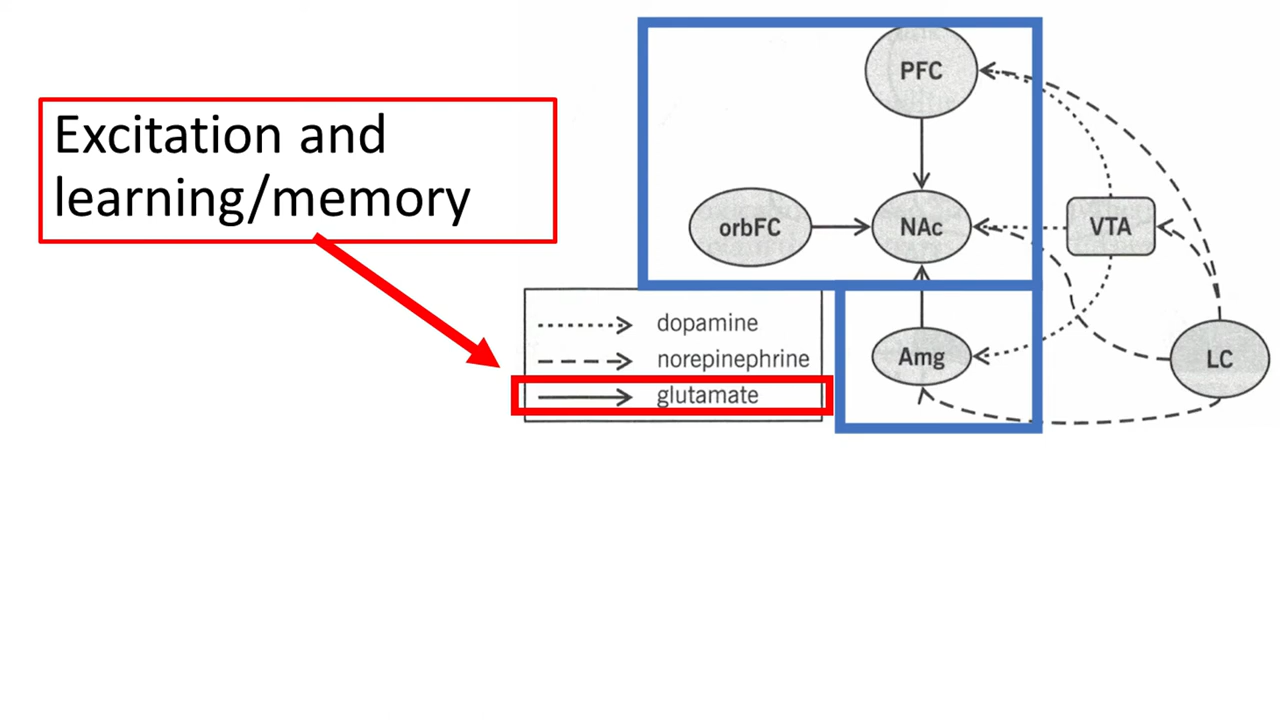 Excitation and
learning/memory
PFC
orbFC
NAc
VTA
dopamine
norepinephrine
glutamate
Amg
LC